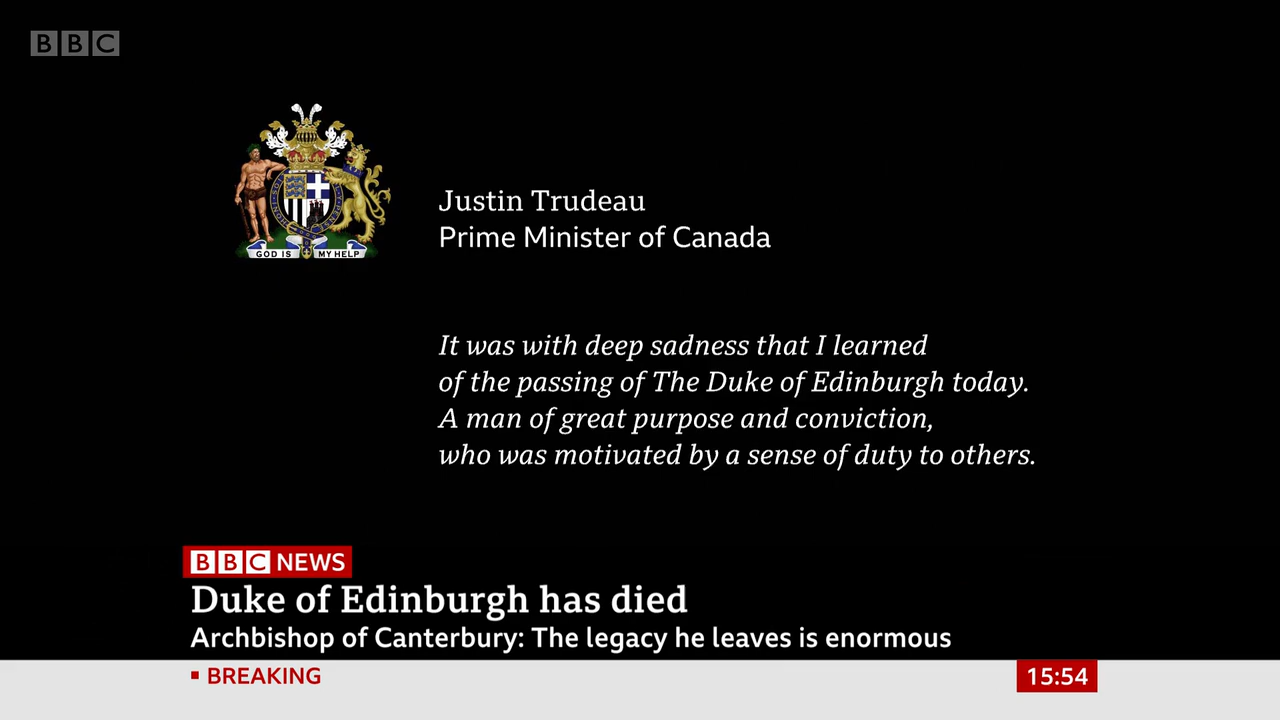 BBC
Justin Trudeau
Prime Minister of Canada
GOD IS MY HELP
It was with deep sadness that I learned
of the passing of The Duke of Edinburgh today.
A man of great purpose and conviction,
who was motivated by a sense of duty to others.
BBC NEWS
Duke of Edinburgh has died
Archbishop of Canterbury: The legacy he leaves is enormous
BREAKING
15:54